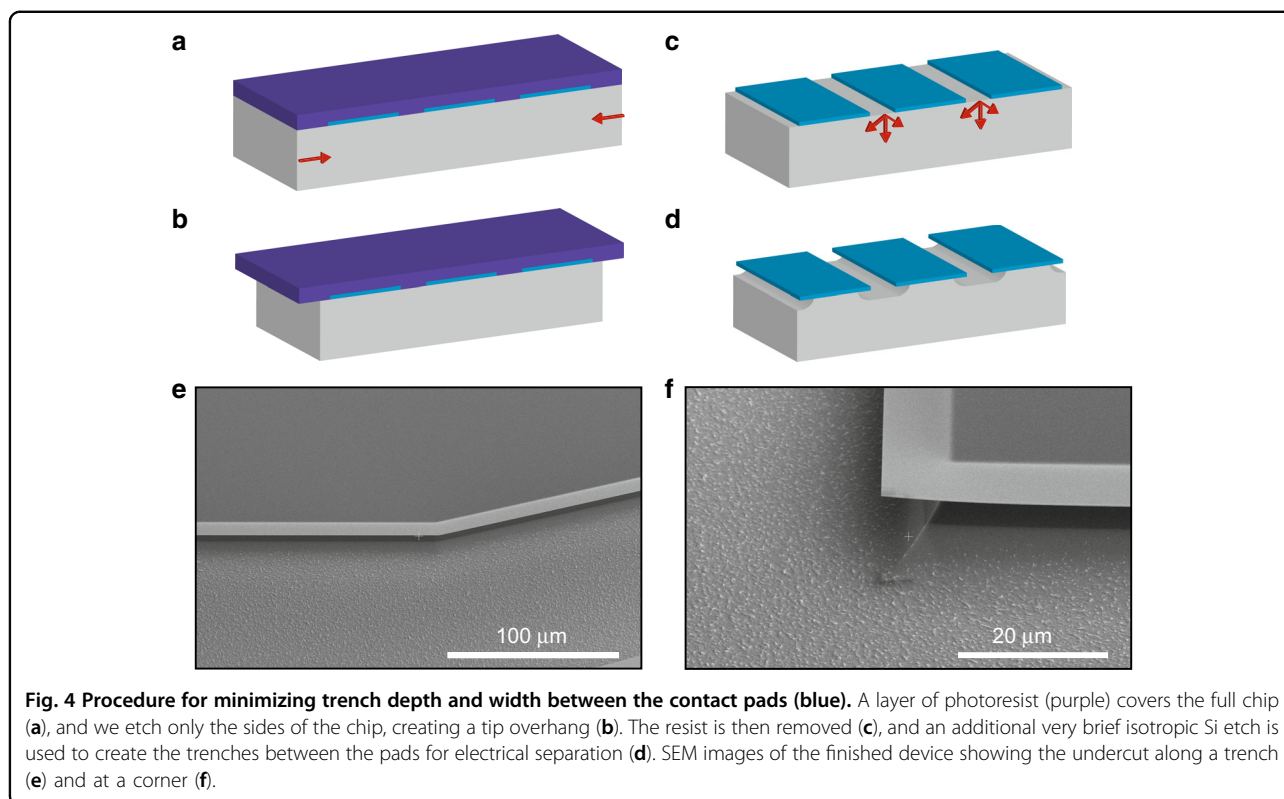 a
c
b
d
e
f
100 μm
20 μm
Fig. 4 Procedure for minimizing trench depth and width between the contact pads (blue). A layer of photoresist (purple) covers the full chip
(a), and we etch only the sides of the chip, creating a tip overhang (b). The resist is then removed (c), and an additional very brief isotropic Si etch is
used to create the trenches between the pads for electrical separation (d). SEM images of the finished device showing the undercut along a trench
(e) and at a corner (f).